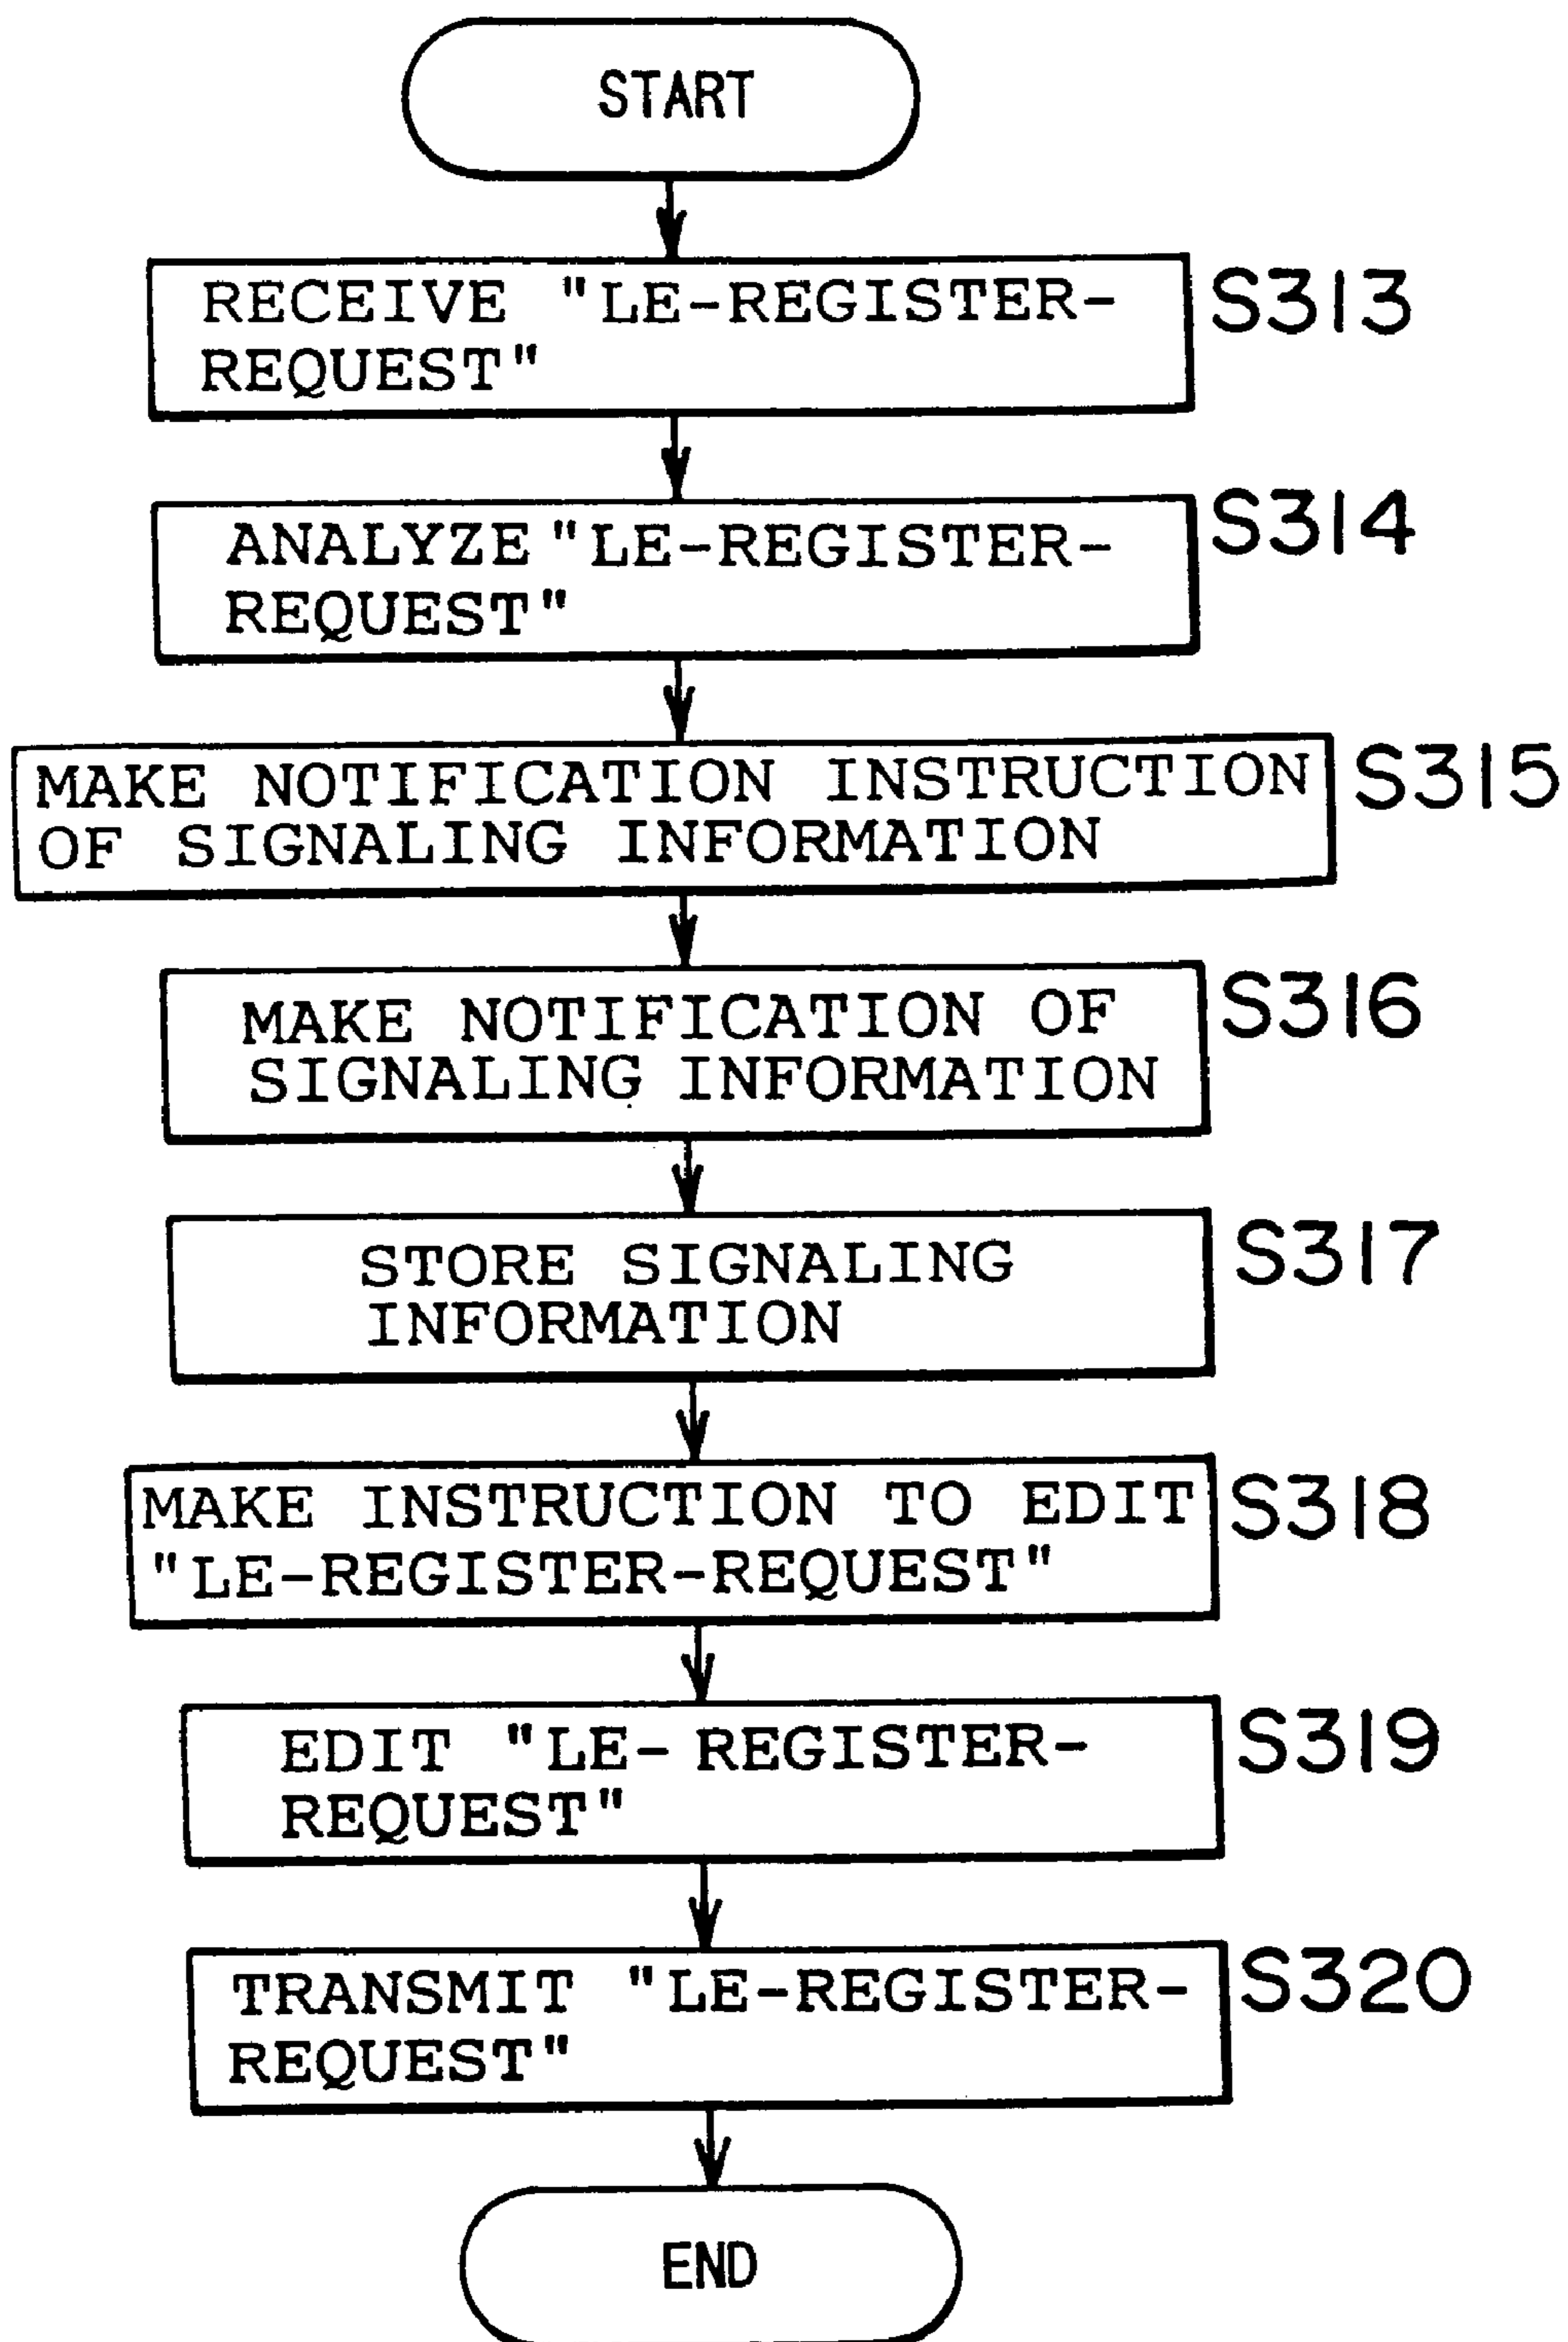 START
RECEIVE "LE-REGISTER-
REQUEST"
S313
ANALYZE "LE-REGISTER-
REQUEST"
S314
MAKE NOTIFICATION INSTRUCTION
OF SIGNALING INFORMATION
S315
MAKE NOTIFICATION OF
SIGNALING INFORMATION
S316
STORE SIGNALING
INFORMATION
S317
MAKE INSTRUCTION TO EDIT
"LE-REGISTER-REQUEST"
S318
EDIT "LE- REGISTER-
REQUEST"
S319
TRANSMIT "LE-REGISTER-
REQUEST"
S320
END